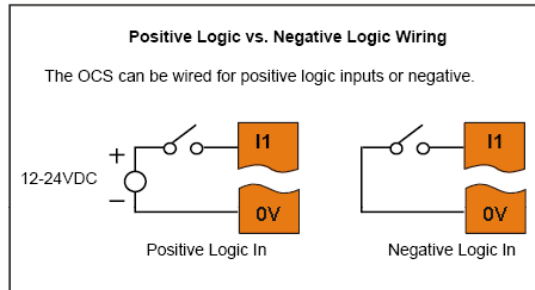 Positive Logic vs. Negative Logic Wiring
The OCS can be wired for positive logic inputs or negative.
I1
I1
+
12-24VDC
–
0V
0V
Positive Logic In
Negative Logic In